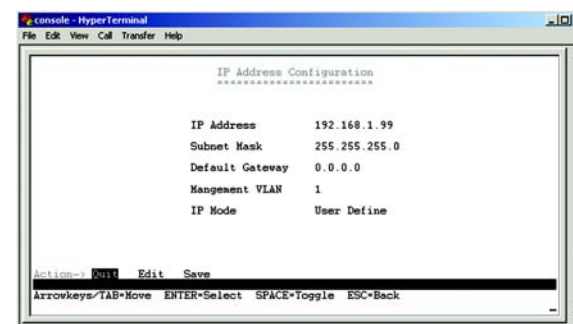 console - HyperTerminal
File Edit View Call Transfer Help
IP Address Configuration
=========================
IP Address 192.168.1.99
Subnet Mask 255.255.255.0
Default Gateway 0.0.0.0
Mangement VLAN 1
IP Mode User Define
Action-> Quit Edit Save
Arrowkeys/TAB=Move ENTER=Select SPACE=Toggle ESC=Back